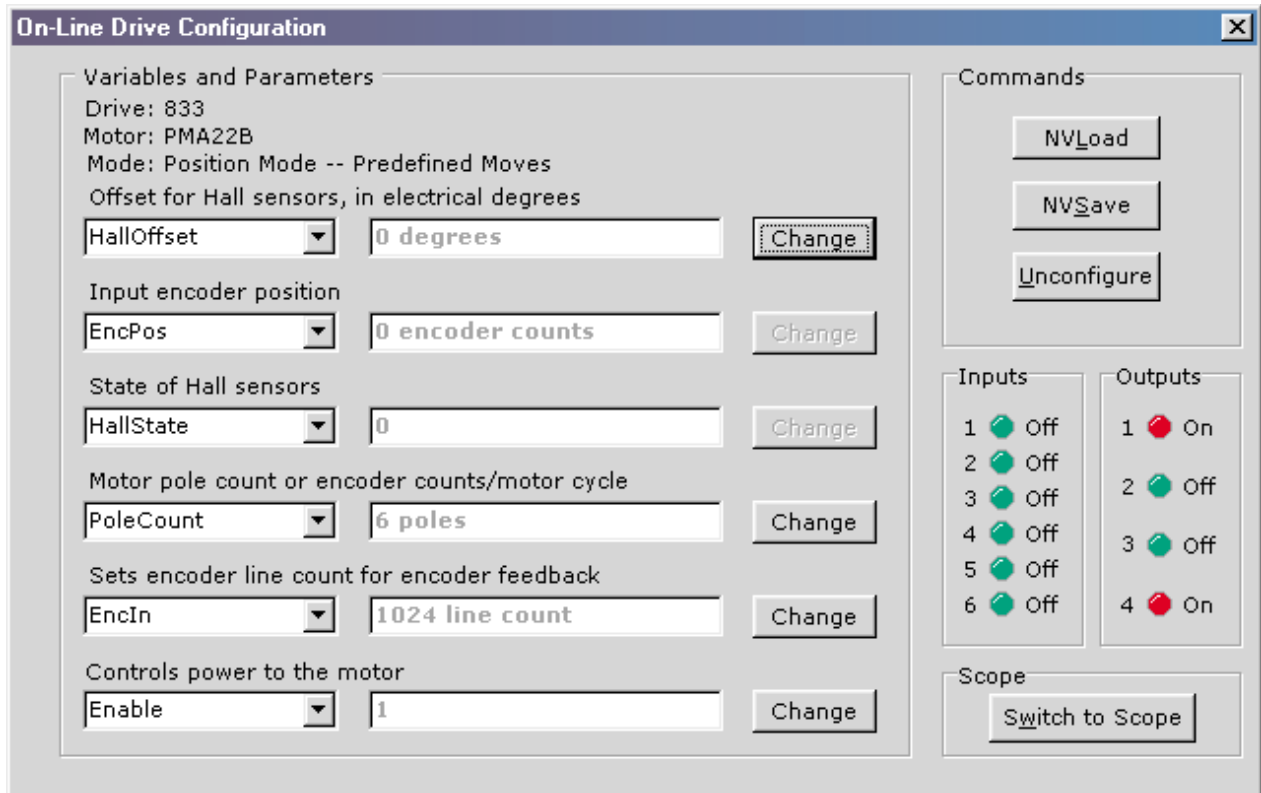 On-Line Drive Configuration
Variables and Parameters
Drive: 833
Motor: PMA22B
Mode: Position Mode -- Predefined Moves
Offset for Hall sensors, in electrical degrees
HallOffset 0 degrees Change
Input encoder position
EncPos 0 encoder counts Change
State of Hall sensors
HallState 0 Change
Motor pole count or encoder counts/motor cycle
PoleCount 6 poles Change
Sets encoder line count for encoder feedback
EncIn 1024 line count Change
Controls power to the motor
Enable 1 Change
Commands
NVLoad
NVSave
Unconfigure
Inputs
1 Off
2 Off
3 Off
4 Off
5 Off
6 Off
Outputs
1 On
2 Off
3 Off
4 On
Scope
Switch to Scope